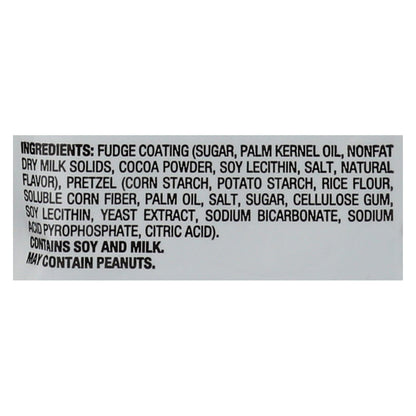 INGREDIENTS: FUDGE COATING (SUGAR, PALM KERNEL OIL, NONFAT
DRY MILK SOLIDS, COCOA POWDER, SOY LECITHIN, SALT, NATURAL
FLAVOR), PRETZEL (CORN STARCH, POTATO STARCH, RICE FLOUR,
SOLUBLE CORN FIBER, PALM OIL, SALT, SUGAR, CELLULOSE GUM,
SOY LECITHIN, YEAST EXTRACT, SODIUM BICARBONATE, SODIUM
ACID PYROPHOSPHATE, CITRIC ACID).
CONTAINS SOY AND MILK.
MAY CONTAIN PEANUTS.